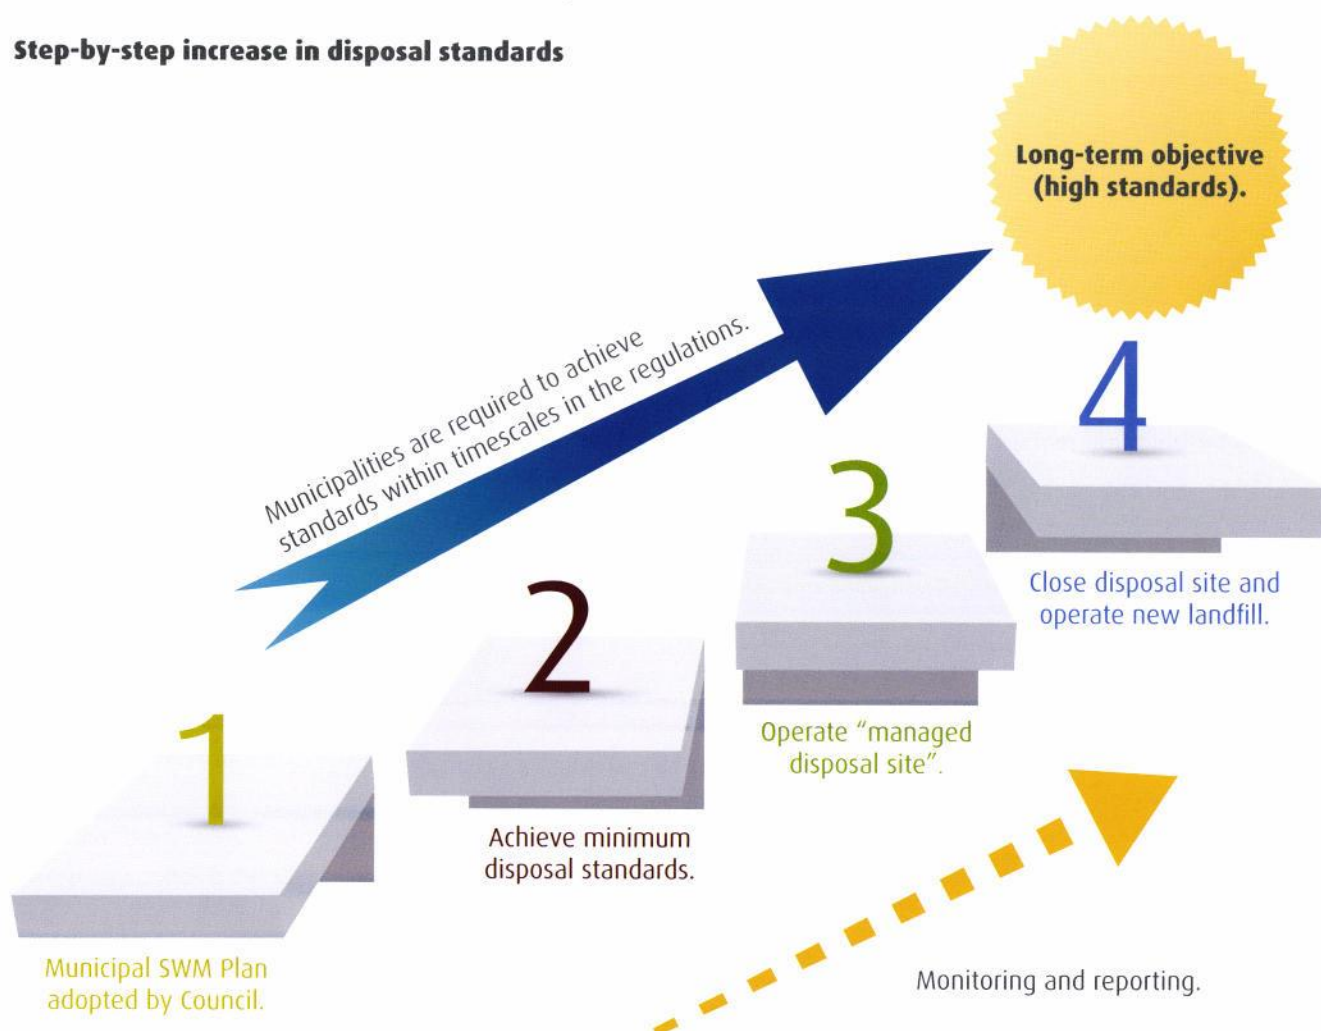 Step-by-step increase in disposal standards
Long-term objective
(high standards).
Municipalities are required to achieve
standards within timescales in the regulations.
4
Close disposal site and
operate new landfill.
3
Operate “managed
disposal site”.
2
Achieve minimum
disposal standards.
1
Municipal SWM Plan
adopted by Council.
Monitoring and reporting.